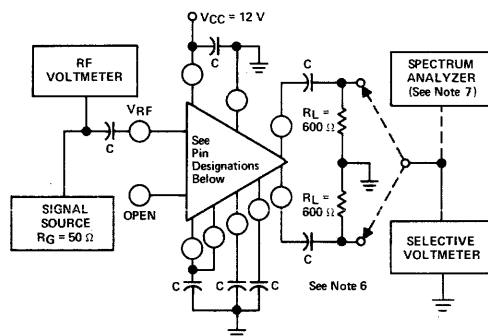 VCC = 12 V
C
RF
VOLTMETER
VRF
C
SIGNAL
SOURCE
RG = 50 Ω
OPEN
See
Pin
Designations
Below
C
RL =
600 Ω
RL =
600 Ω
C
SPECTRUM
ANALYZER
(See Note 7)
SELECTIVE
VOLTMETER
C
C
C
See Note 6